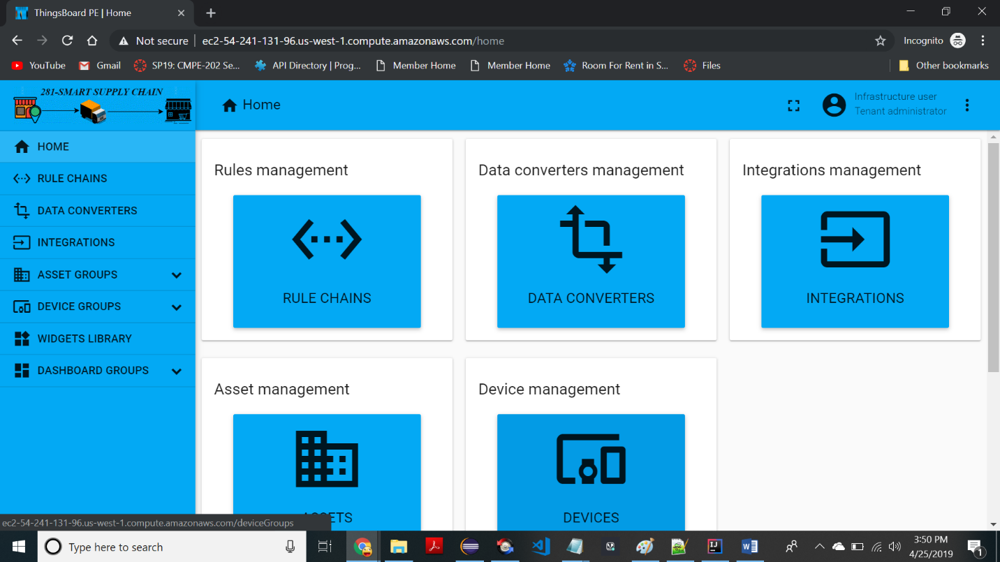 ThingsBoard PE | Home
Not secure
ec2-54-241-131-96.us-west-1.compute.amazonaws.com/home
Incognito
YouTube
Gmail
SP19: CMPE-202 Se...
API Directory | Prog...
Member Home
Member Home
Room For Rent in S...
Files
Other bookmarks
281-SMART SUPPLY CHAIN
Home
Infrastructure user
Tenant administrator
HOME
RULE CHAINS
DATA CONVERTERS
INTEGRATIONS
ASSET GROUPS
DEVICE GROUPS
WIDGETS LIBRARY
DASHBOARD GROUPS
Rules management
RULE CHAINS
Data converters management
DATA CONVERTERS
Integrations management
INTEGRATIONS
Asset management
ASSETS
Device management
DEVICES
ec2-54-241-131-96.us-west-1.compute.amazonaws.com/deviceGroups
Type here to search
3:50 PM
4/25/2019
1